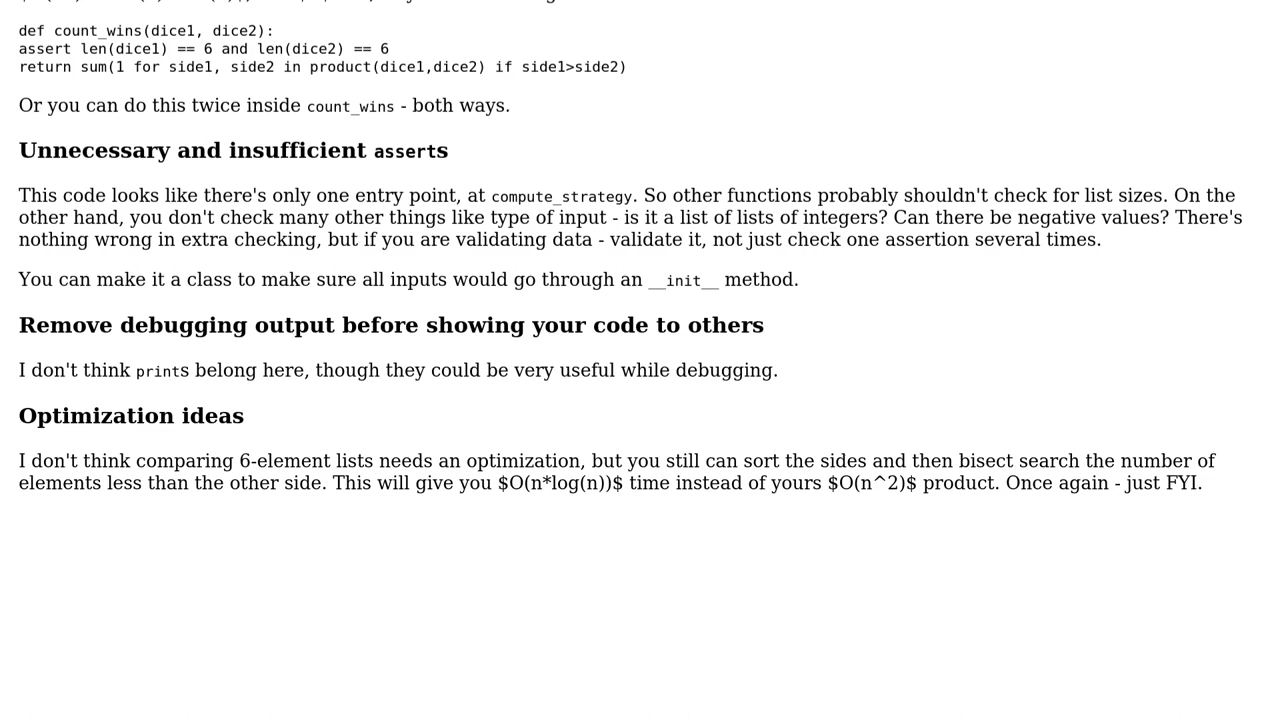 def count_wins(dice1, dice2):
assert len(dice1) == 6 and len(dice2) == 6
return sum(1 for side1, side2 in product(dice1,dice2) if side1>side2)
Or you can do this twice inside count_wins - both ways.
Unnecessary and insufficient asserts
This code looks like there's only one entry point, at compute_strategy. So other functions probably shouldn't check for list sizes. On the
other hand, you don't check many other things like type of input - is it a list of lists of integers? Can there be negative values? There's
nothing wrong in extra checking, but if you are validating data - validate it, not just check one assertion several times.
You can make it a class to make sure all inputs would go through an __init__ method.
Remove debugging output before showing your code to others
I don't think prints belong here, though they could be very useful while debugging.
Optimization ideas
I don't think comparing 6-element lists needs an optimization, but you still can sort the sides and then bisect search the number of
elements less than the other side. This will give you $O(n*log(n))$ time instead of yours $O(n^2)$ product. Once again - just FYI.